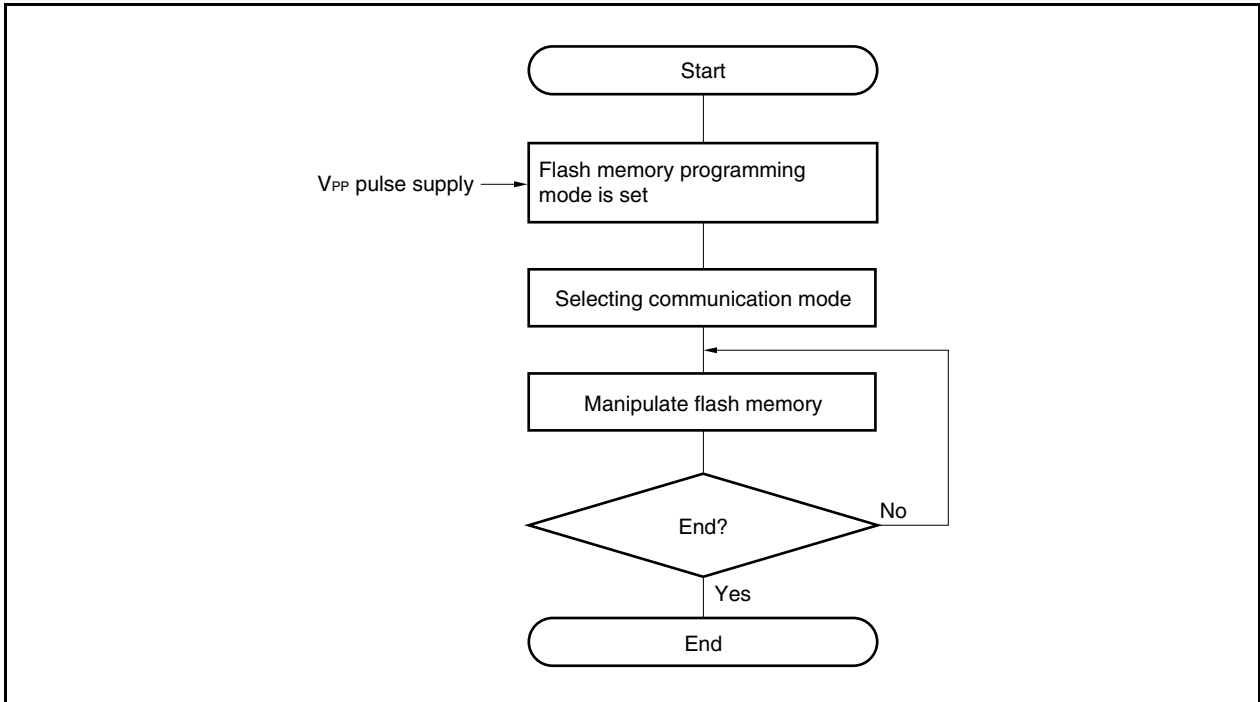 Start
VPP pulse supply
Flash memory programming
mode is set
Selecting communication mode
Manipulate flash memory
End?
No
Yes
End